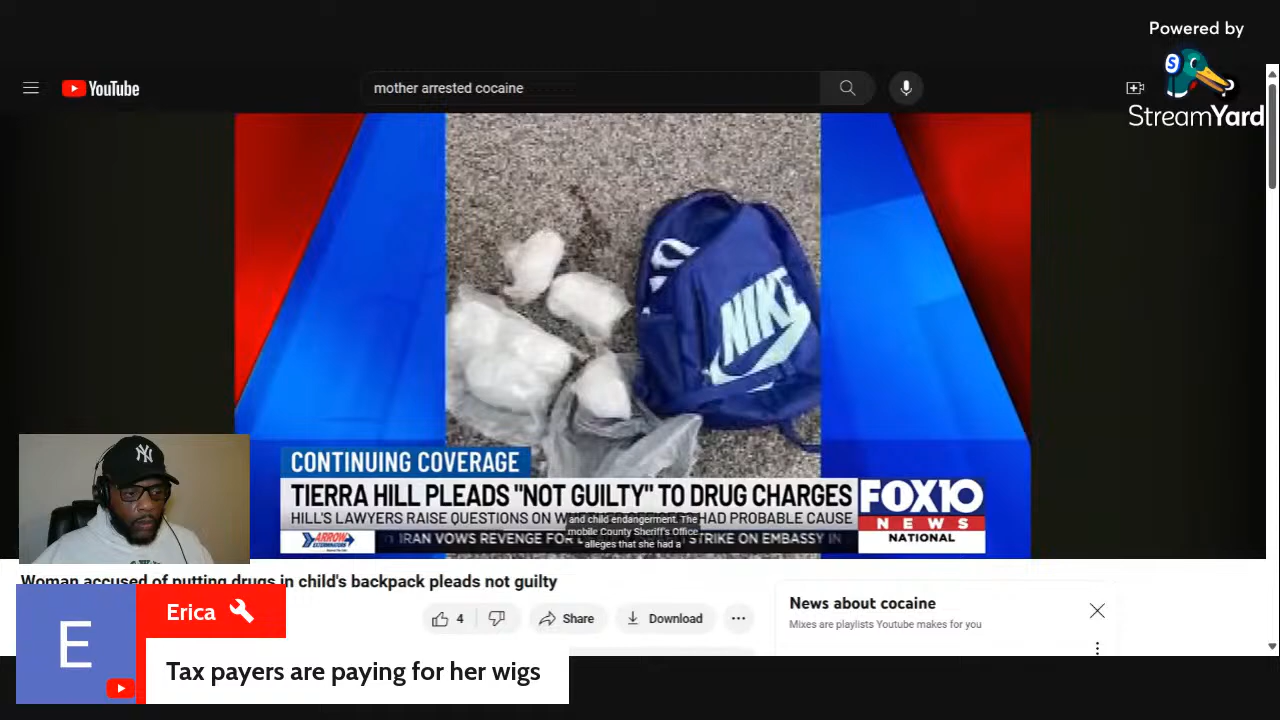 Powered by
StreamYard
YouTube
mother arrested cocaine
S
NY
NIKE
CONTINUING COVERAGE
TIERRA HILL PLEADS "NOT GUILTY" TO DRUG CHARGES
HILL'S LAWYERS RAISE QUESTIONS ON HAD PROBABLE CAUSE
and child endangerment. The
mobile County Sheriff's Office
alleges that she had a
FOX10
NEWS
NATIONAL
ARROW
IRAN VOWS REVENGE FOR STRIKE ON EMBASSY IN
Woman accused of putting drugs in child's backpack pleads not guilty
4
Share
Download
News about cocaine
Mixes are playlists Youtube makes for you
E
Erica
Tax payers are paying for her wigs